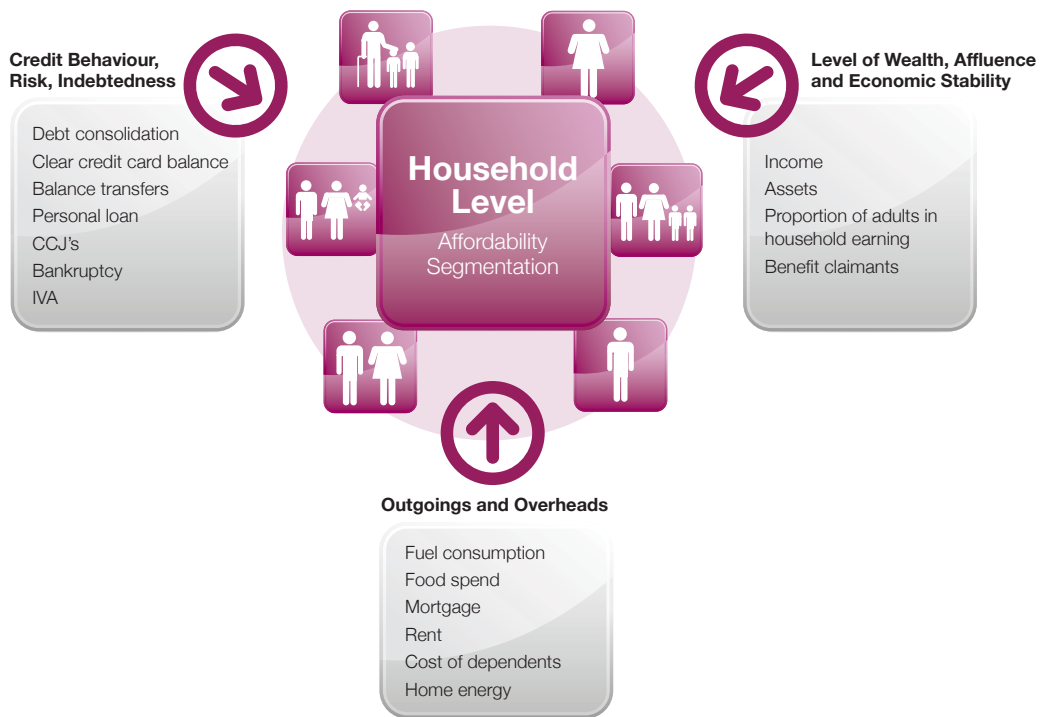 Credit Behaviour,
Risk, Indebtedness
Debt consolidation
Clear credit card balance
Balance transfers
Personal loan
CCJ's
Bankruptcy
IVA
Household
Level
Affordability
Segmentation
Level of Wealth, Affluence
and Economic Stability
Income
Assets
Proportion of adults in
household earning
Benefit claimants
Outgoings and Overheads
Fuel consumption
Food spend
Mortgage
Rent
Cost of dependents
Home energy